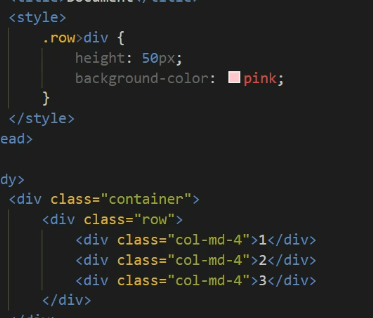 <title>Document</title>
<style>
.row>div {
height: 50px;
background-color: pink;
}
</style>
ead>
dy>
<div class="container">
<div class="row">
<div class="col-md-4">1</div>
<div class="col-md-4">2</div>
<div class="col-md-4">3</div>
</div>
</div>